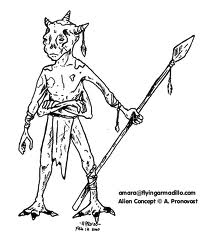 amara@flyingarmadillo.com
Alien Concept © A. Pronovost